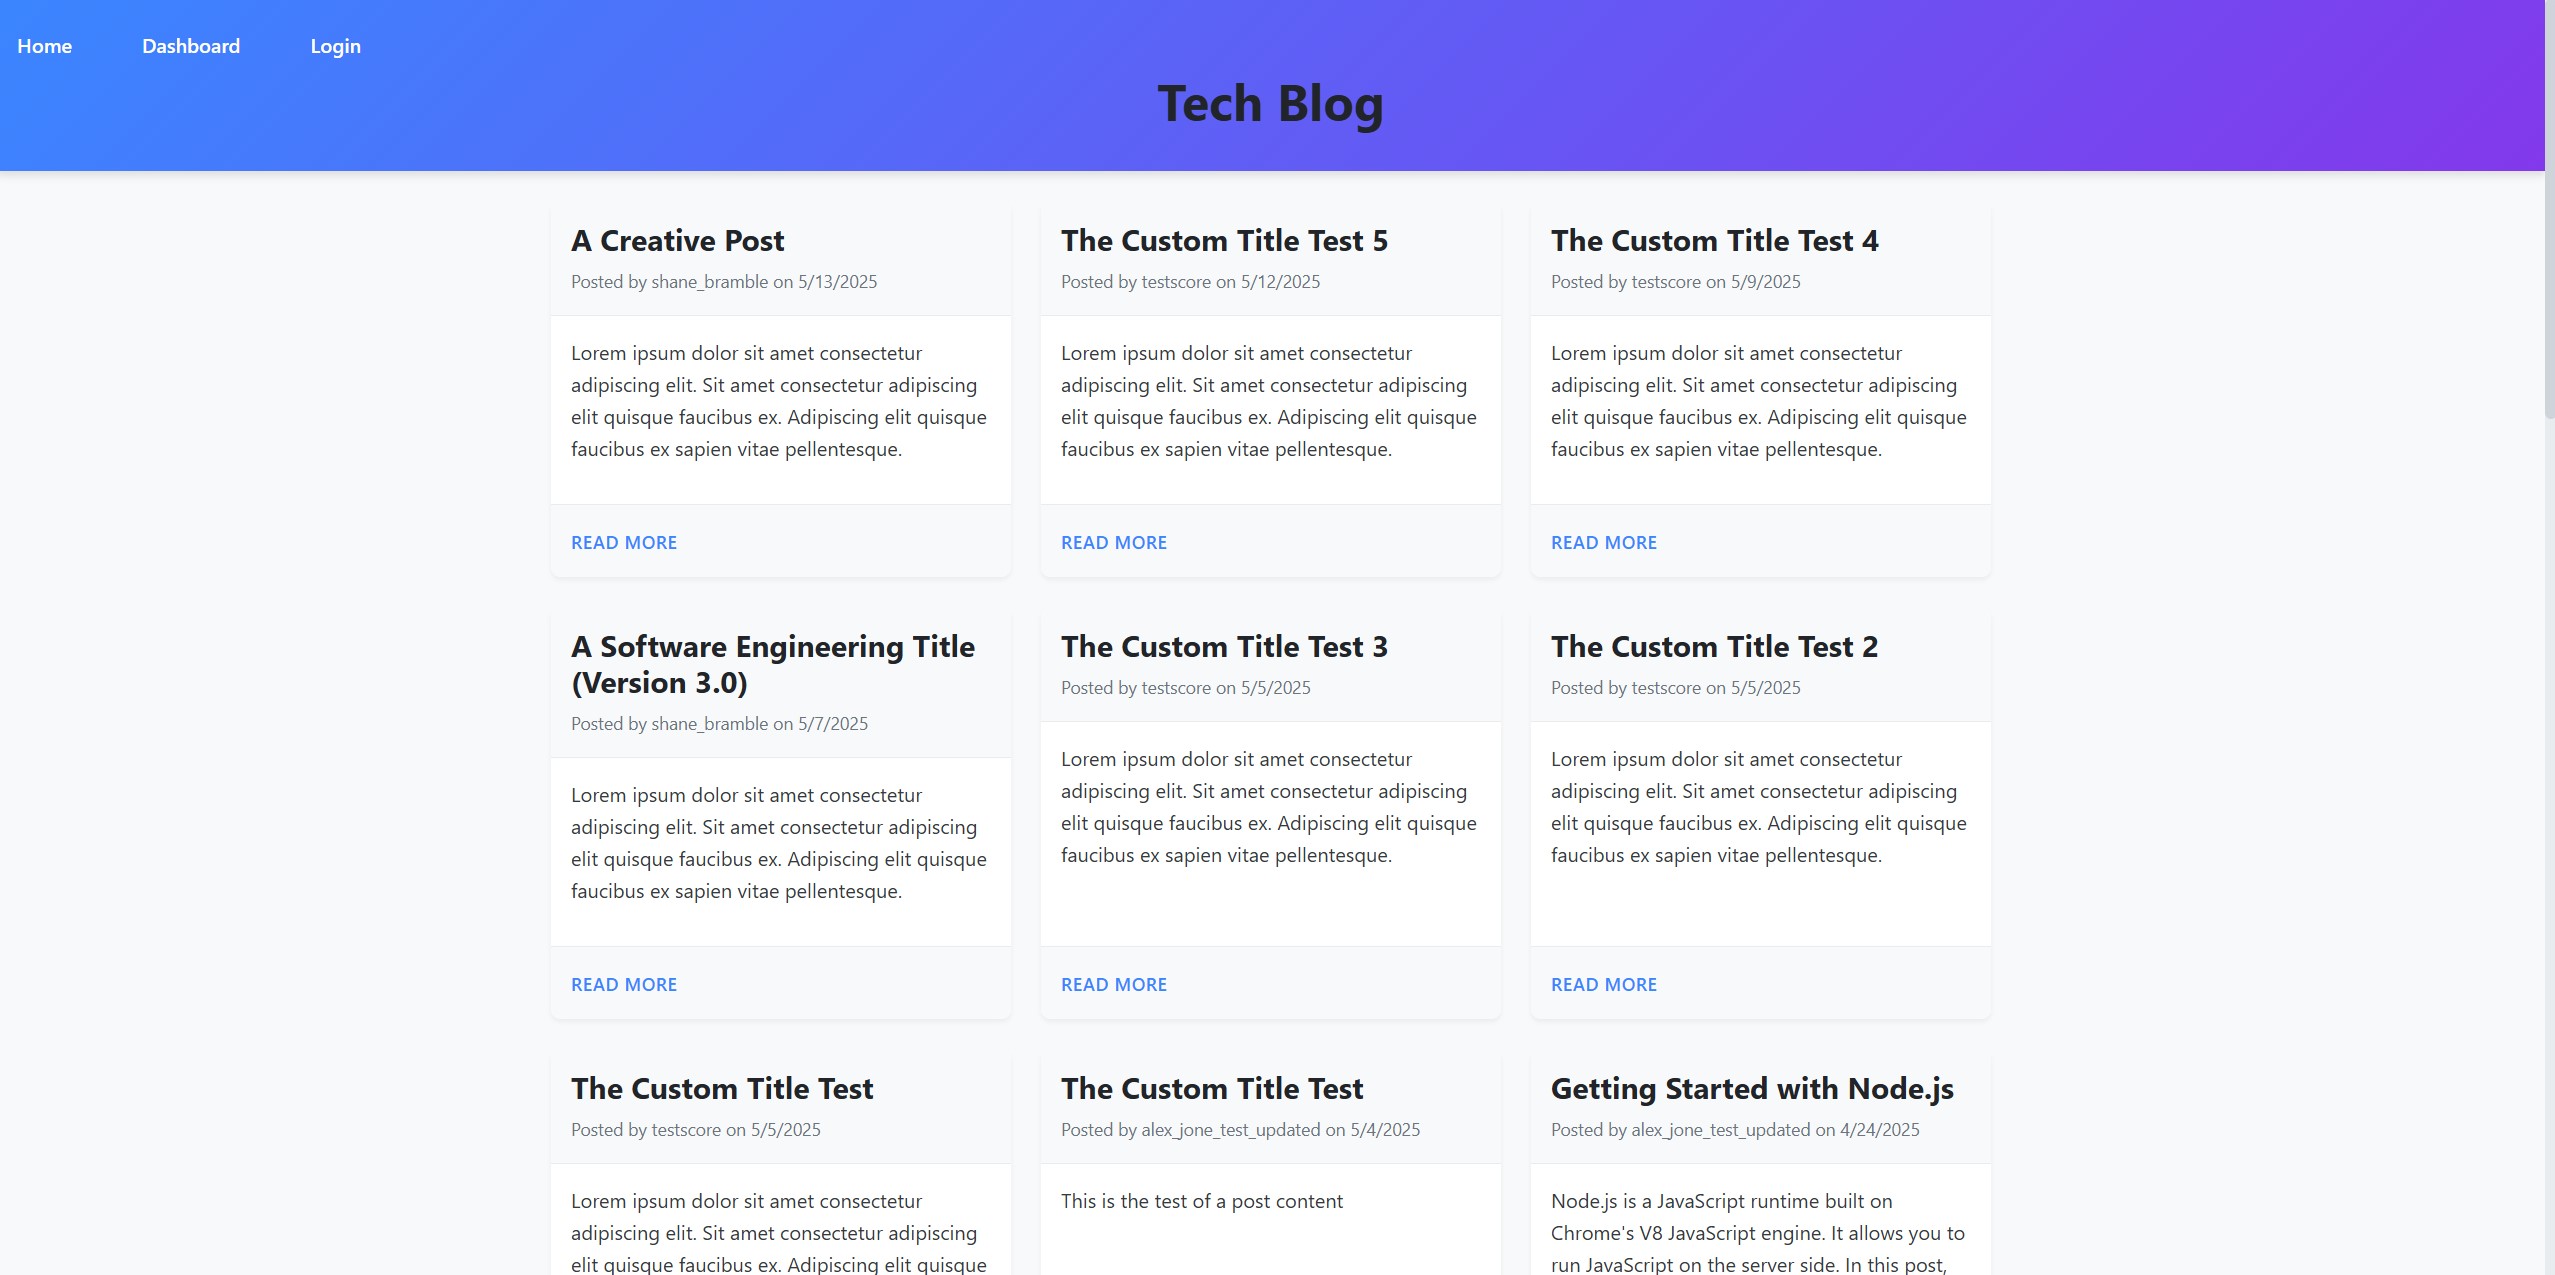 Home Dashboard Login
Tech Blog
A Creative Post
Posted by shane_bramble on 5/13/2025
Lorem ipsum dolor sit amet consectetur
adipiscing elit. Sit amet consectetur adipiscing
elit quisque faucibus ex. Adipiscing elit quisque
faucibus ex sapien vitae pellentesque.
READ MORE
The Custom Title Test 5
Posted by testscore on 5/12/2025
Lorem ipsum dolor sit amet consectetur
adipiscing elit. Sit amet consectetur adipiscing
elit quisque faucibus ex. Adipiscing elit quisque
faucibus ex sapien vitae pellentesque.
READ MORE
The Custom Title Test 4
Posted by testscore on 5/9/2025
Lorem ipsum dolor sit amet consectetur
adipiscing elit. Sit amet consectetur adipiscing
elit quisque faucibus ex. Adipiscing elit quisque
faucibus ex sapien vitae pellentesque.
READ MORE
A Software Engineering Title
(Version 3.0)
Posted by shane_bramble on 5/7/2025
Lorem ipsum dolor sit amet consectetur
adipiscing elit. Sit amet consectetur adipiscing
elit quisque faucibus ex. Adipiscing elit quisque
faucibus ex sapien vitae pellentesque.
READ MORE
The Custom Title Test 3
Posted by testscore on 5/5/2025
Lorem ipsum dolor sit amet consectetur
adipiscing elit. Sit amet consectetur adipiscing
elit quisque faucibus ex. Adipiscing elit quisque
faucibus ex sapien vitae pellentesque.
READ MORE
The Custom Title Test 2
Posted by testscore on 5/5/2025
Lorem ipsum dolor sit amet consectetur
adipiscing elit. Sit amet consectetur adipiscing
elit quisque faucibus ex. Adipiscing elit quisque
faucibus ex sapien vitae pellentesque.
READ MORE
The Custom Title Test
Posted by testscore on 5/5/2025
Lorem ipsum dolor sit amet consectetur
adipiscing elit. Sit amet consectetur adipiscing
elit quisque faucibus ex. Adipiscing elit quisque
The Custom Title Test
Posted by alex_jone_test_updated on 5/4/2025
This is the test of a post content
Getting Started with Node.js
Posted by alex_jone_test_updated on 4/24/2025
Node.js is a JavaScript runtime built on
Chrome's V8 JavaScript engine. It allows you to
run JavaScript on the server side. In this post,